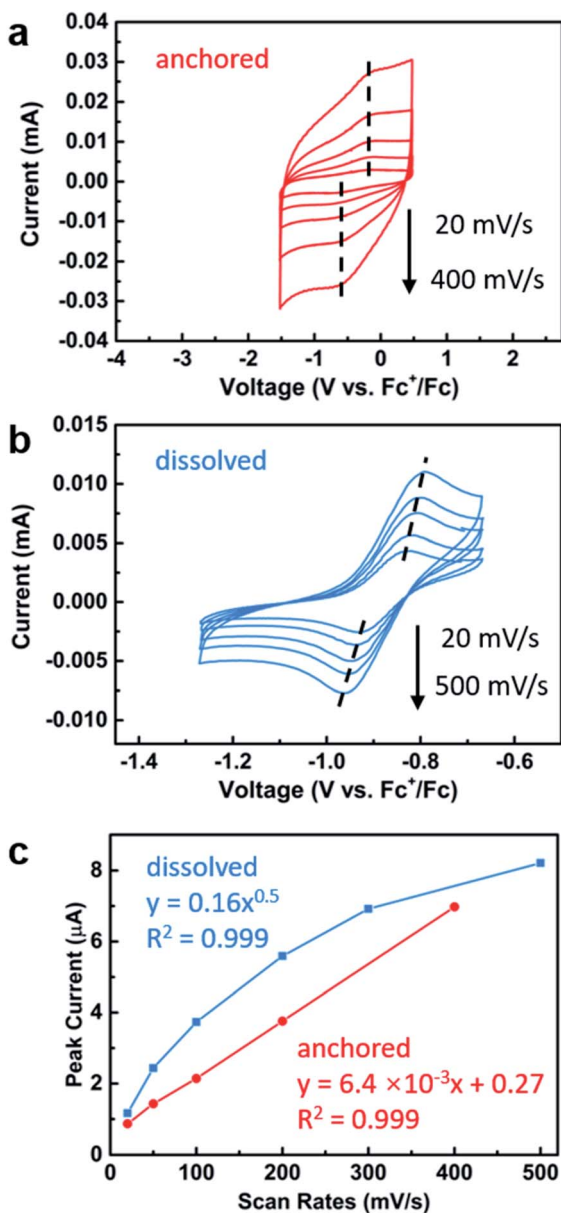 a
anchored
0.04
0.03
0.02
0.01
0.00
-0.01
-0.02
-0.03
-0.04
Current (mA)
20 mV/s
400 mV/s
-4 -3 -2 -1 0 1 2
Voltage (V vs. Fc⁺/Fc)
b
dissolved
0.015
0.010
0.005
0.000
-0.005
-0.010
Current (mA)
20 mV/s
500 mV/s
-1.4 -1.2 -1.0 -0.8 -0.6
Voltage (V vs. Fc⁺/Fc)
c
dissolved
y = 0.16x⁰·⁵
R² = 0.999
8
6
4
2
0
Peak Current (μA)
anchored
y = 6.4 ×10⁻³x + 0.27
R² = 0.999
0 100 200 300 400 500
Scan Rates (mV/s)